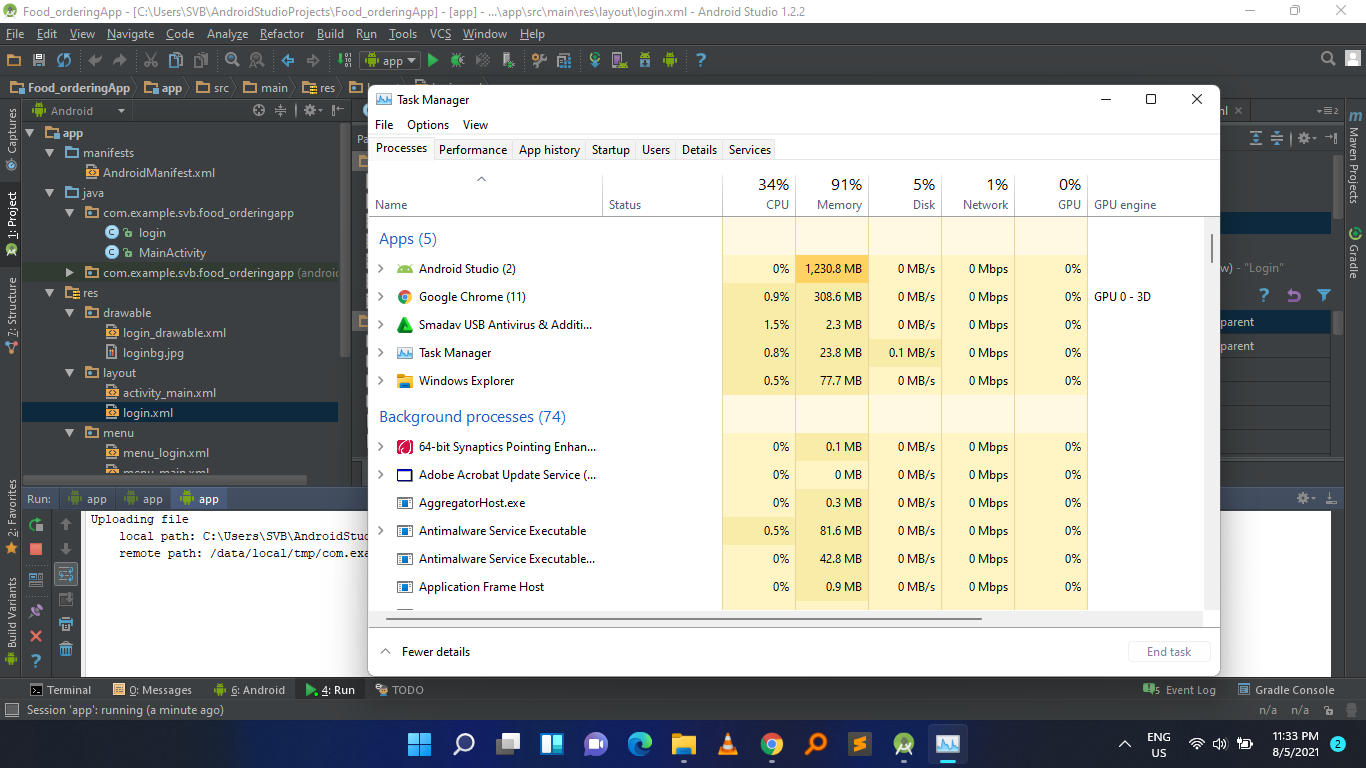 Food_orderingApp - [C:\Users\SVB\AndroidStudioProjects\Food_orderingApp] - [app] - ...\app\src\main\res\layout\login.xml - Android Studio 1.2.2
File Edit View Navigate Code Analyze Refactor Build Run Tools VCS Window Help
app
Food_orderingApp app src main res
Android
Captures
1: Project
7: Structure
2: Favorites
Build Variants
app
manifests
AndroidManifest.xml
java
com.example.svb.food_orderingapp
login
MainActivity
com.example.svb.food_orderingapp
res
drawable
login_drawable.xml
loginbg.jpg
layout
activity_main.xml
login.xml
menu
menu_login.xml
menu_main.xml
Task Manager
File Options View
Processes Performance App history Startup Users Details Services
34% 91% 5% 1% 0%
Name Status CPU Memory Disk Network GPU GPU engine
Apps (5)
Android Studio (2) 0% 1,230.8 MB 0 MB/s 0 Mbps 0%
Google Chrome (11) 0.9% 308.6 MB 0 MB/s 0 Mbps 0% GPU 0 - 3D
Smadav USB Antivirus & Additi... 1.5% 2.3 MB 0 MB/s 0 Mbps 0%
Task Manager 0.8% 23.8 MB 0.1 MB/s 0 Mbps 0%
Windows Explorer 0.5% 77.7 MB 0 MB/s 0 Mbps 0%
Background processes (74)
64-bit Synaptics Pointing Enhan... 0% 0.1 MB 0 MB/s 0 Mbps 0%
Adobe Acrobat Update Service (... 0% 0 MB 0 MB/s 0 Mbps 0%
AggregatorHost.exe 0% 0.3 MB 0 MB/s 0 Mbps 0%
Antimalware Service Executable 0.5% 81.6 MB 0 MB/s 0 Mbps 0%
Antimalware Service Executable... 0% 42.8 MB 0 MB/s 0 Mbps 0%
Application Frame Host 0% 0.9 MB 0 MB/s 0 Mbps 0%
Fewer details End task
- "Login"
parent
parent
Maven Projects
Gradle
Run: app app app
Uploading file
local path: C:\Users\SVB\AndroidStu
remote path: /data/local/tmp/com.exa
Terminal 0: Messages 6: Android 4: Run TODO 5 Event Log Gradle Console
Session 'app': running (a minute ago) n/a n/a
ENG
US
11:33 PM
8/5/2021
2